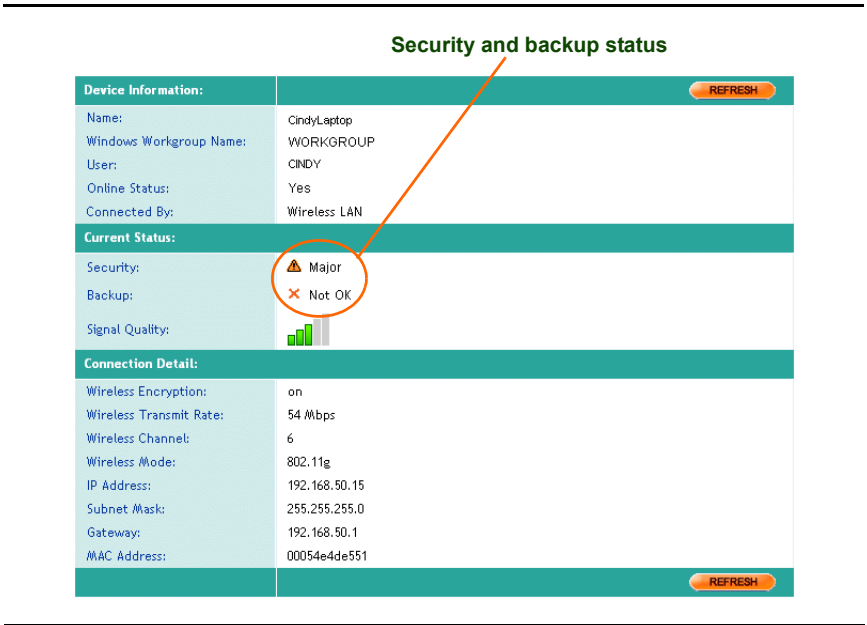 Security and backup status
Device Information: REFRESH
Name: CindyLaptop
Windows Workgroup Name: WORKGROUP
User: CINDY
Online Status: Yes
Connected By: Wireless LAN
Current Status:
Security: Major
Backup: Not OK
Signal Quality:
Connection Detail:
Wireless Encryption: on
Wireless Transmit Rate: 54 Mbps
Wireless Channel: 6
Wireless Mode: 802.11g
IP Address: 192.168.50.15
Subnet Mask: 255.255.255.0
Gateway: 192.168.50.1
MAC Address: 00054e4de551
REFRESH